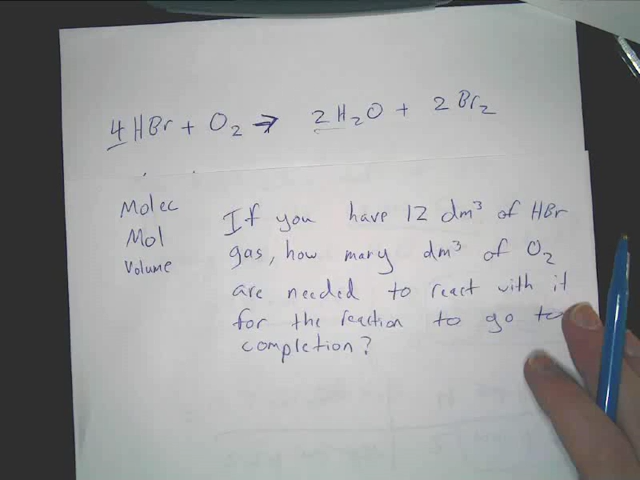 4HBr + O₂ → 2H₂O + 2Br₂
Molec
Mol
Volume
If you have 12 dm³ of HBr
gas, how many dm³ of O₂
are needed to react with it
for the reaction to go to
completion?